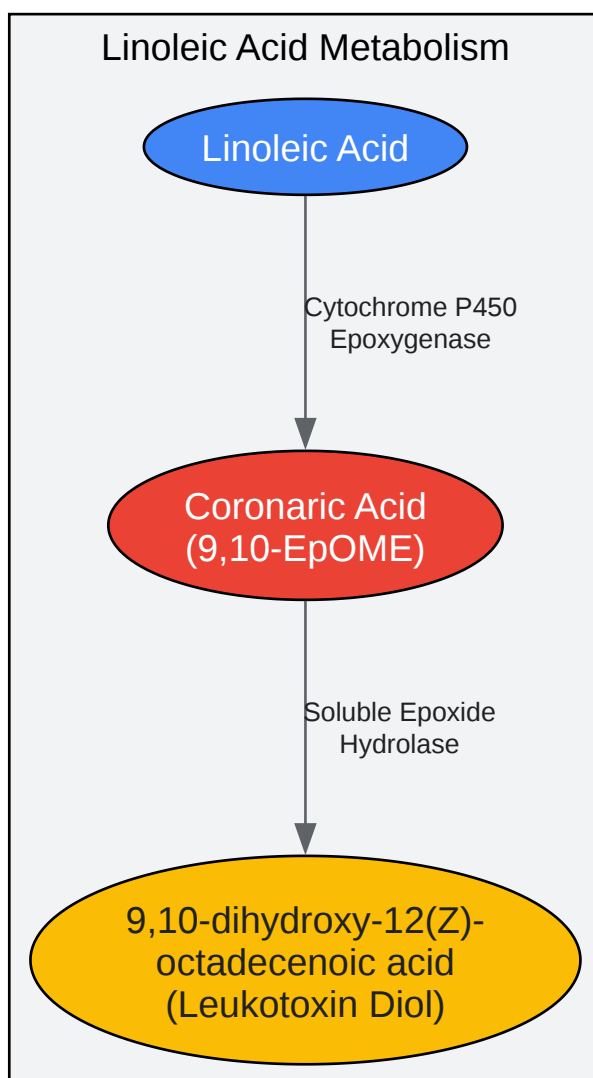 Linoleic Acid Metabolism
Linoleic Acid
Cytochrome P450
Epoxygenase
Coronaric Acid
(9,10-EpOME)
Soluble Epoxide
Hydrolase
9,10-dihydroxy-12(Z)-
octadecenoic acid
(Leukotoxin Diol)